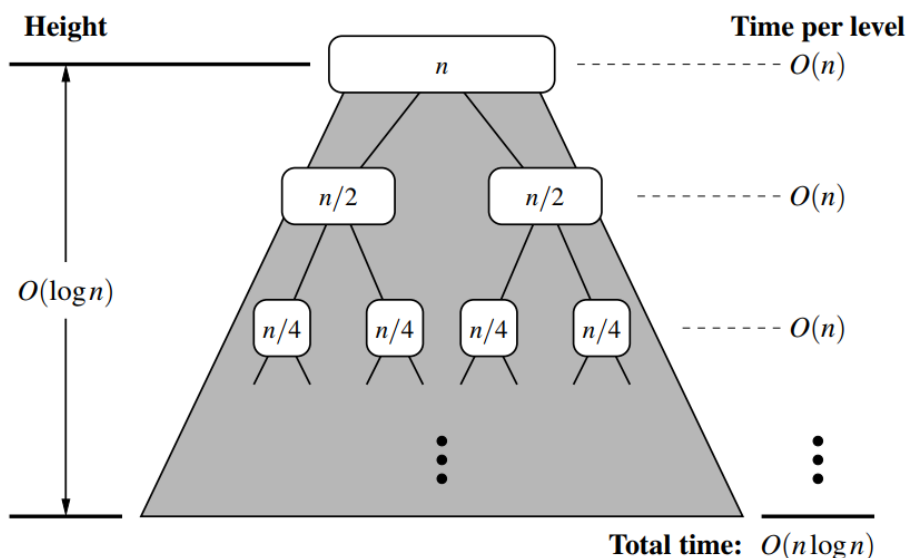 Height Time per level
n O(n)
n/2 n/2 O(n)
O(log n)
n/4 n/4 n/4 n/4 O(n)
Total time: O(n log n)